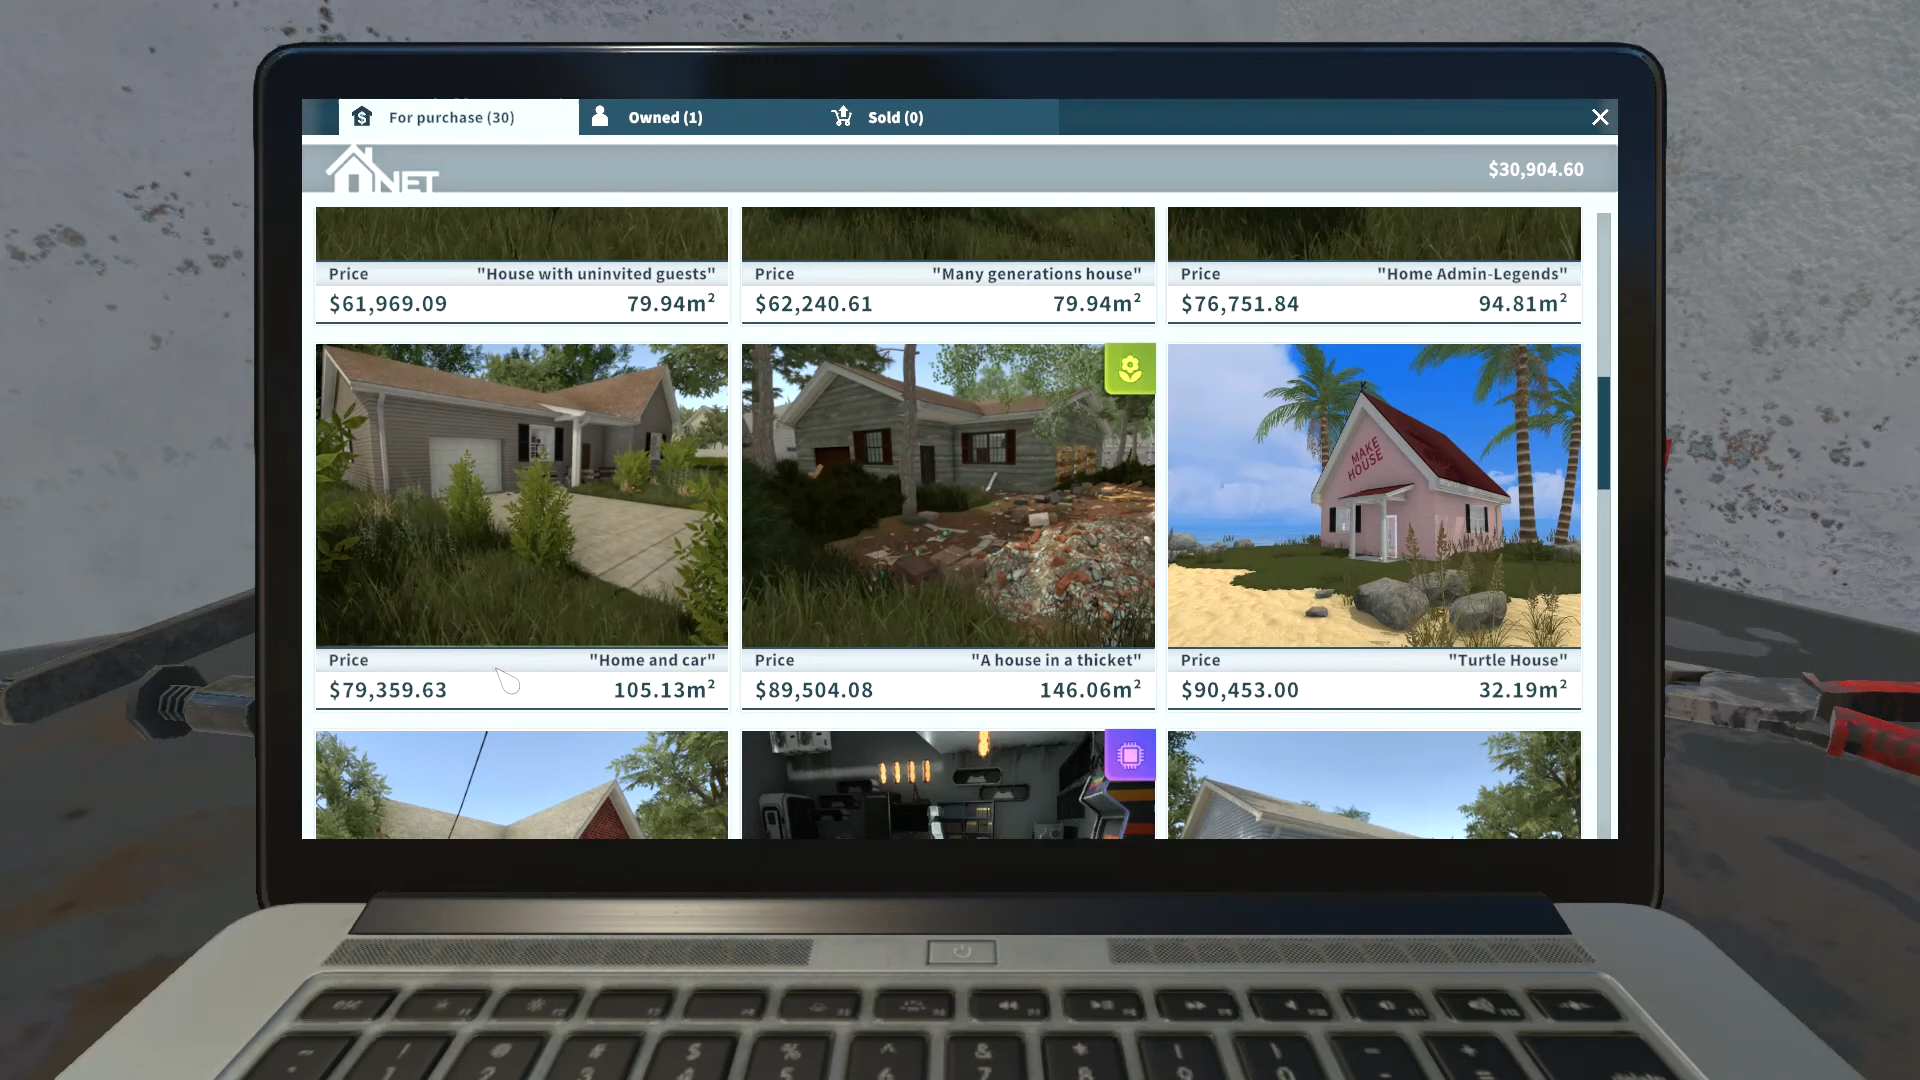 For purchase (30)
Owned (1)
Sold (0)
NET
$30,904.60
Price "House with uninvited guests"
$61,969.09 79.94m²
Price "Many generations house"
$62,240.61 79.94m²
Price "Home Admin-Legends"
$76,751.84 94.81m²
MAKE
HOUSE
Price "Home and car"
$79,359.63 105.13m²
Price "A house in a thicket"
$89,504.08 146.06m²
Price "Turtle House"
$90,453.00 32.19m²
esc